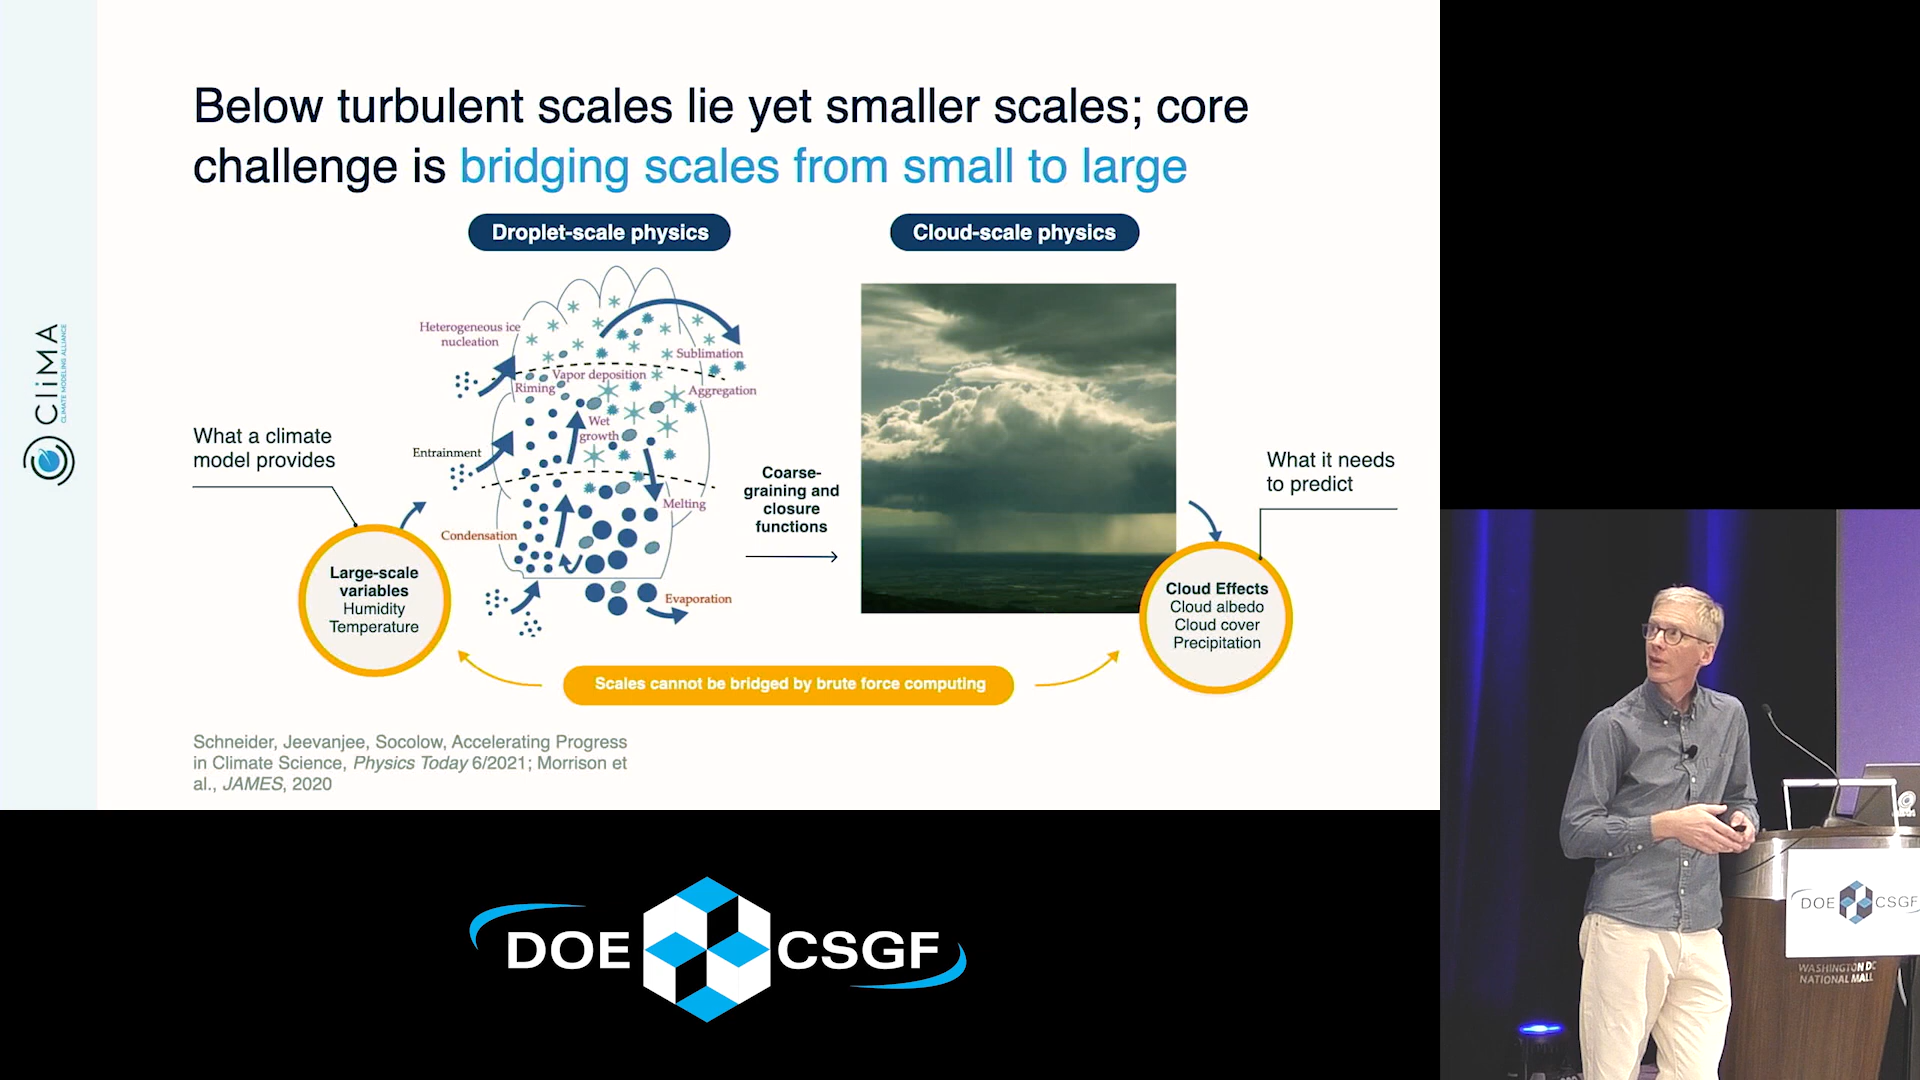 Below turbulent scales lie yet smaller scales; core
challenge is bridging scales from small to large
Droplet-scale physics
Cloud-scale physics
CLiMA
CLIMATE MODELING ALLIANCE
Heterogeneous ice
nucleation
Sublimation
Vapor deposition
Riming
Aggregation
Wet
growth
Entrainment
Melting
Condensation
Evaporation
What a climate
model provides
Large-scale
variables
Humidity
Temperature
Coarse-
graining and
closure
functions
What it needs
to predict
Cloud Effects
Cloud albedo
Cloud cover
Precipitation
Scales cannot be bridged by brute force computing
Schneider, Jeevanjee, Socolow, Accelerating Progress
in Climate Science, Physics Today 6/2021; Morrison et
al., JAMES, 2020
DOE CSGF
DOE CSGF
WASHINGTON DC
NATIONAL MALL